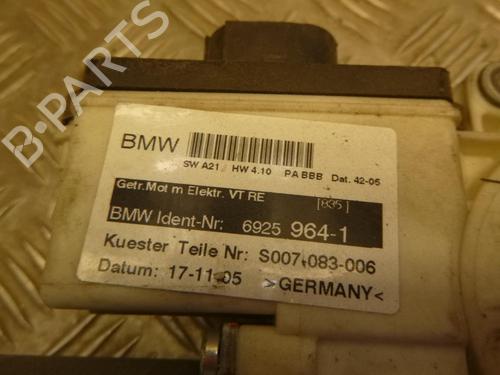 BMW
SW A21 HW 4.10 PA BBB Dat. 42-05
Getr.Mot m Elektr. VT RE [835]
BMW Ident-Nr: 6925 964-1
Kuester Teile Nr: S007-083-006
Datum: 17-11-05 >GERMANY<
B-PARTS